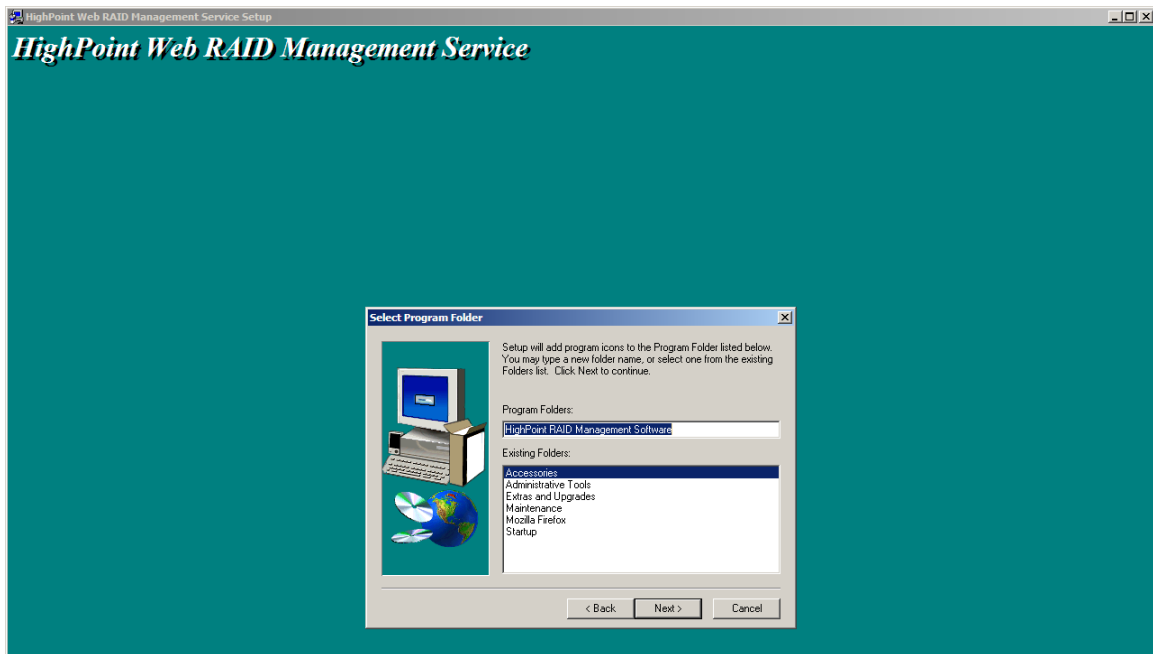 HighPoint Web RAID Management Service Setup
HighPoint Web RAID Management Service
Select Program Folder
Setup will add program icons to the Program Folder listed below.
You may type a new folder name, or select one from the existing
Folders list. Click Next to continue.
Program Folders:
HighPoint RAID Management Software
Existing Folders:
Accessories
Administrative Tools
Extras and Upgrades
Maintenance
Mozilla Firefox
Startup
< Back Next > Cancel